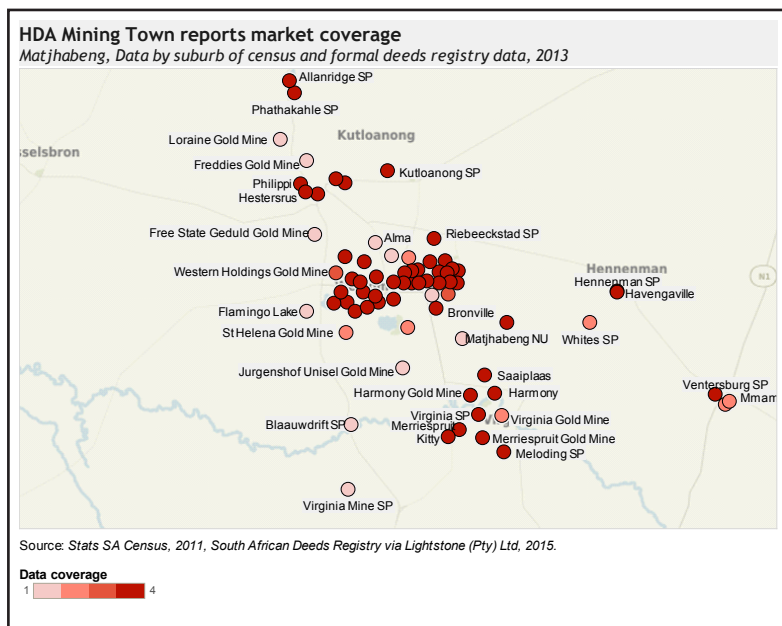 HDA Mining Town reports market coverage
Matjhabeng, Data by suburb of census and formal deeds registry data, 2013
Allanridge SP
Phathakahle SP
Kutloanong
Loraine Gold Mine
sselsbron
Freddies Gold Mine
Kutloanong SP
Philippi
Hestersrus
Free State Geduld Gold Mine
Alma
Riebeeckstad SP
Western Holdings Gold Mine
Hennenman
N1
Hennenman SP
Havengaville
Flamingo Lake
Bronville
St Helena Gold Mine
Matjhabeng NU
Whites SP
Jurgenshof Unisel Gold Mine
Saaiplaas
Ventersburg SP
Harmony Gold Mine
Harmony
Mmam
Virginia SP
Virginia Gold Mine
Blaauwdrift SP
Merriespruit
Kitty
Merriespruit Gold Mine
Meloding SP
Virginia Mine SP
Source: Stats SA Census, 2011, South African Deeds Registry via Lightstone (Pty) Ltd, 2015.
Data coverage
1 4